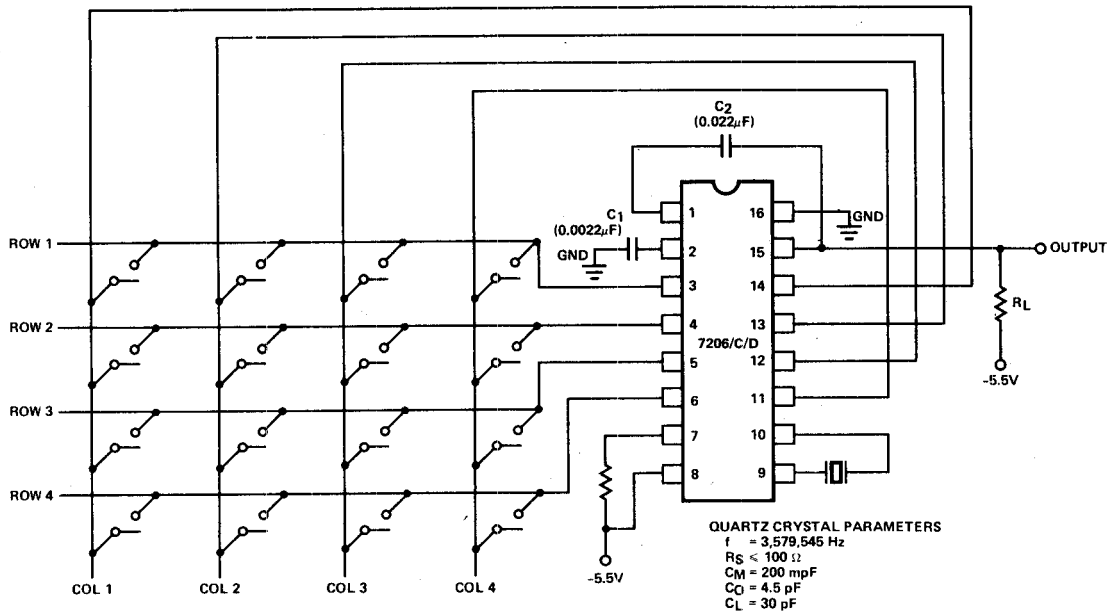 C2
(0.022μF)
C1
(0.0022μF)
GND
1
2
3
4
5
6
7
8
16
15
14
13
12
11
10
9
7206/C/D
GND
OUTPUT
RL
-5.5V
ROW 1
ROW 2
ROW 3
ROW 4
COL 1
COL 2
COL 3
COL 4
-5.5V
QUARTZ CRYSTAL PARAMETERS
f = 3,579,545 Hz
RS ≤ 100 Ω
CM = 200 mpF
CO = 4.5 pF
CL = 30 pF